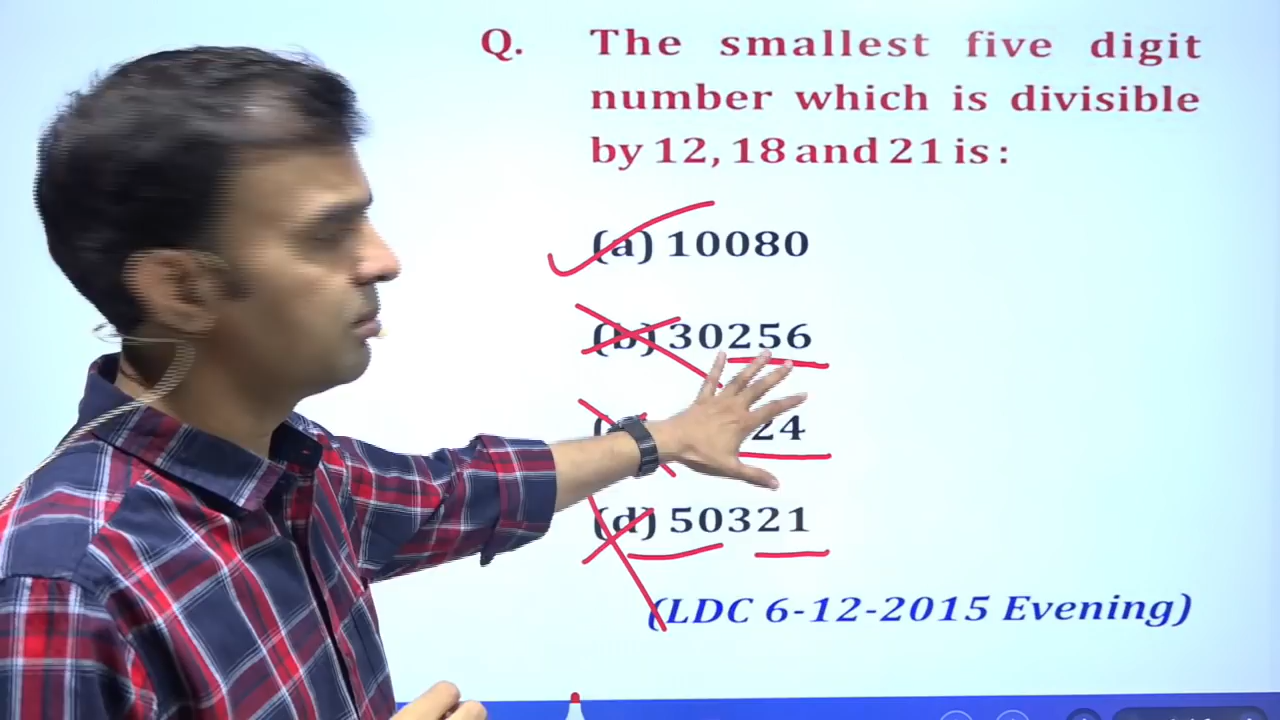 Q. The smallest five digit
number which is divisible
by 12, 18 and 21 is :
(a) 10080
(b) 30256
24
(d) 50321
(LDC 6-12-2015 Evening)